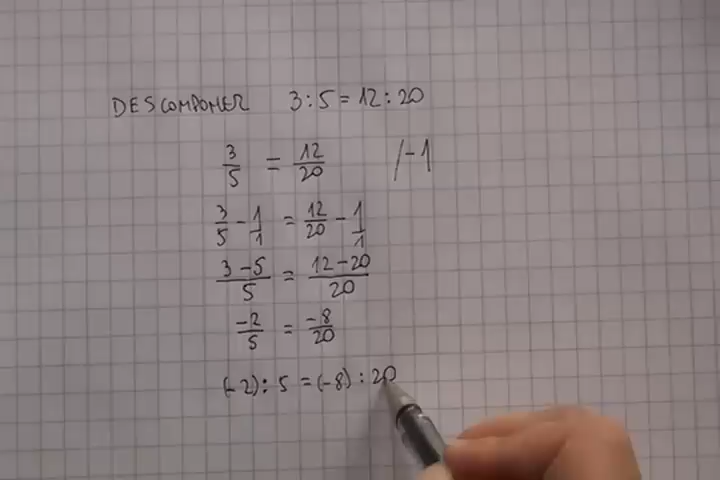 DESCOMPONER 3:5=12:20
3/5 = 12/20 /-1
3/5 - 1/1 = 12/20 - 1/1
3-5/5 = 12-20/20
-2/5 = -8/20
(-2):5=(-8):20